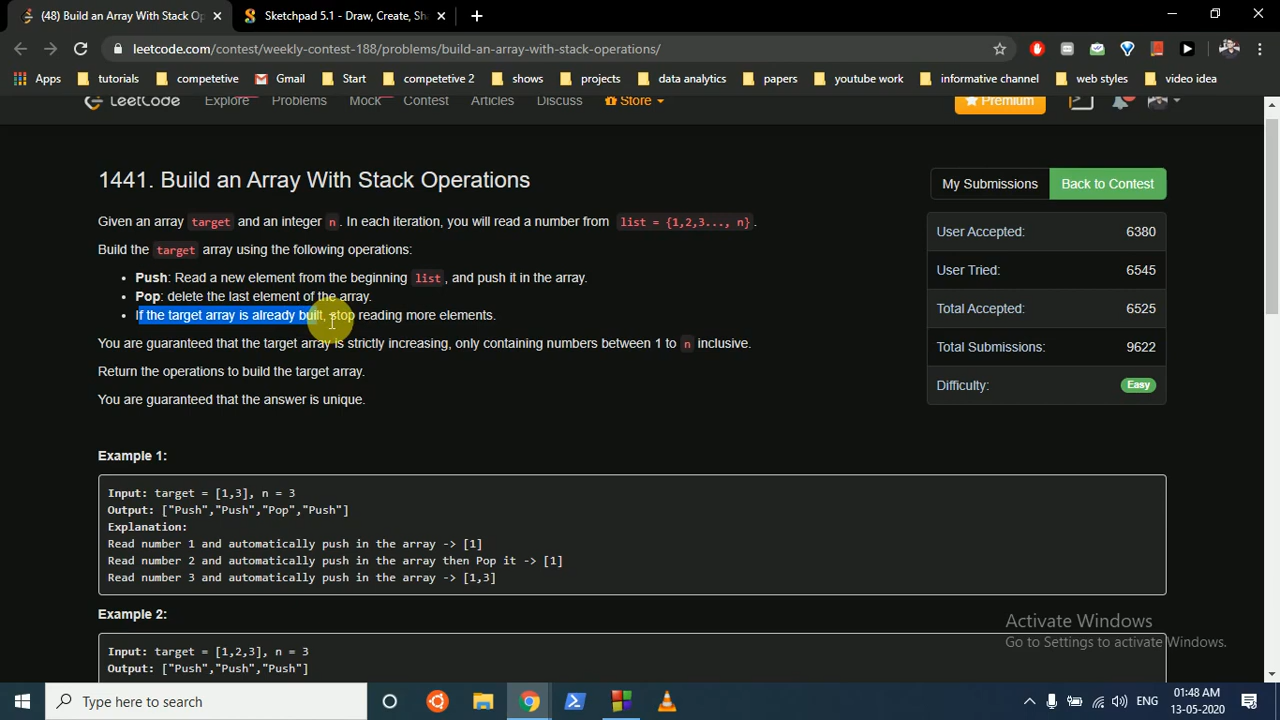 (48) Build an Array With Stack Op
Sketchpad 5.1 - Draw, Create, Sha
leetcode.com/contest/weekly-contest-188/problems/build-an-array-with-stack-operations/
Apps tutorials competetive Gmail Start competetive 2 shows projects data analytics papers youtube work informative channel web styles video idea
LeetCode Explore Problems Mock Contest Articles Discuss Store Premium
1441. Build an Array With Stack Operations
My Submissions Back to Contest
Given an array target and an integer n. In each iteration, you will read a number from list = {1,2,3..., n}.
Build the target array using the following operations:
Push: Read a new element from the beginning list, and push it in the array.
Pop: delete the last element of the array.
If the target array is already built, stop reading more elements.
You are guaranteed that the target array is strictly increasing, only containing numbers between 1 to n inclusive.
Return the operations to build the target array.
You are guaranteed that the answer is unique.
User Accepted: 6380
User Tried: 6545
Total Accepted: 6525
Total Submissions: 9622
Difficulty: Easy
Example 1:
Input: target = [1,3], n = 3
Output: ["Push","Push","Pop","Push"]
Explanation:
Read number 1 and automatically push in the array -> [1]
Read number 2 and automatically push in the array then Pop it -> [1]
Read number 3 and automatically push in the array -> [1,3]
Example 2:
Input: target = [1,2,3], n = 3
Output: ["Push","Push","Push"]
Activate Windows
Go to Settings to activate Windows.
Type here to search
ENG
01:48 AM
13-05-2020